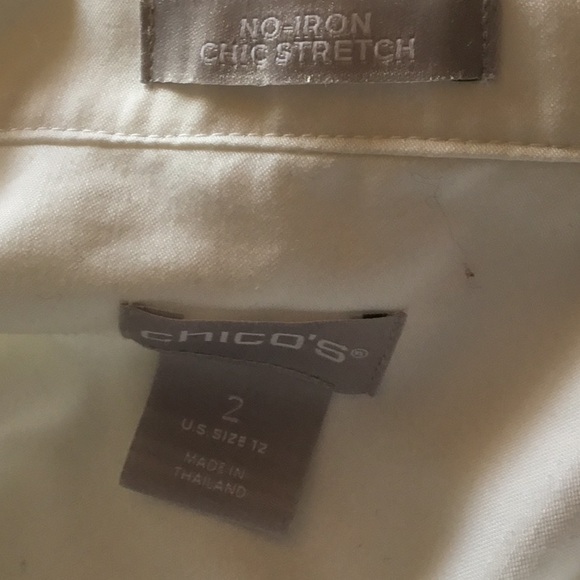 NO-IRON
CHIC STRETCH
CHICO'S®
2
U.S. SIZE 12
MADE IN
THAILAND